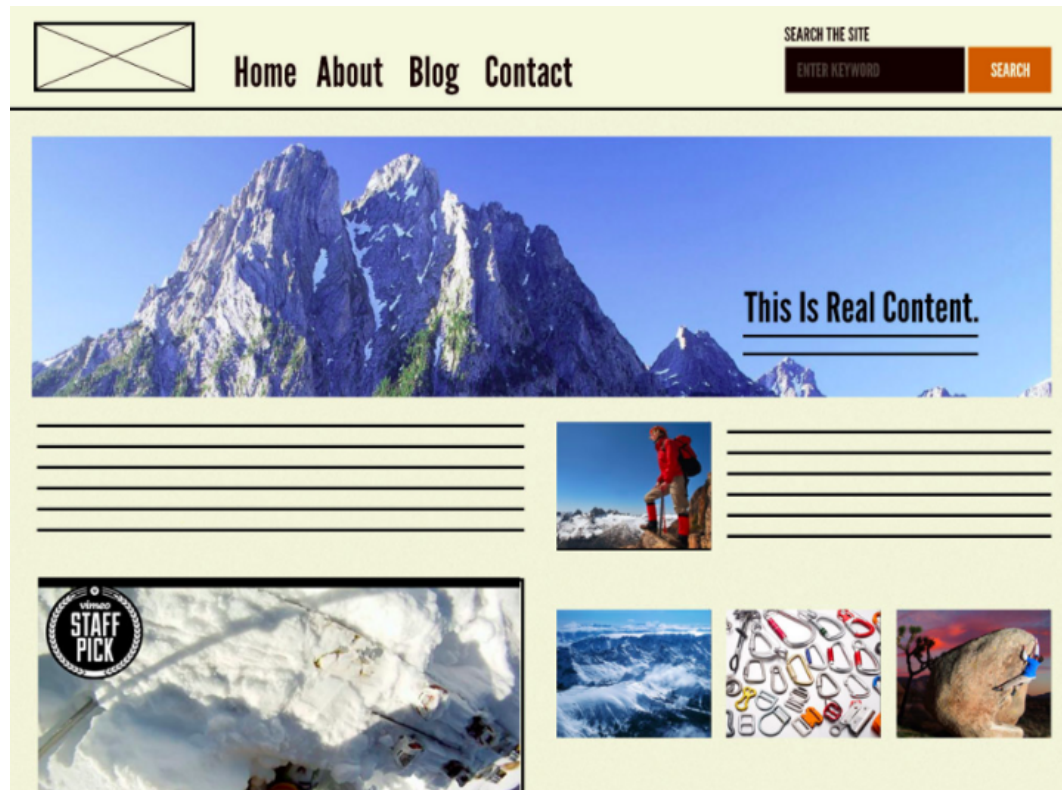 SEARCH THE SITE
Home About Blog Contact
ENTER KEYWORD
SEARCH
This Is Real Content.
vimeo
STAFF
PICK